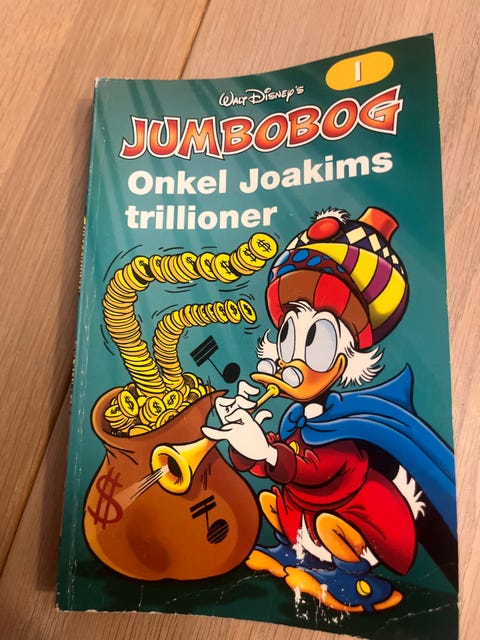 1
WALT DISNEY'S
JUMBOBOG
Onkel Joakims
trillioner
$
$
$